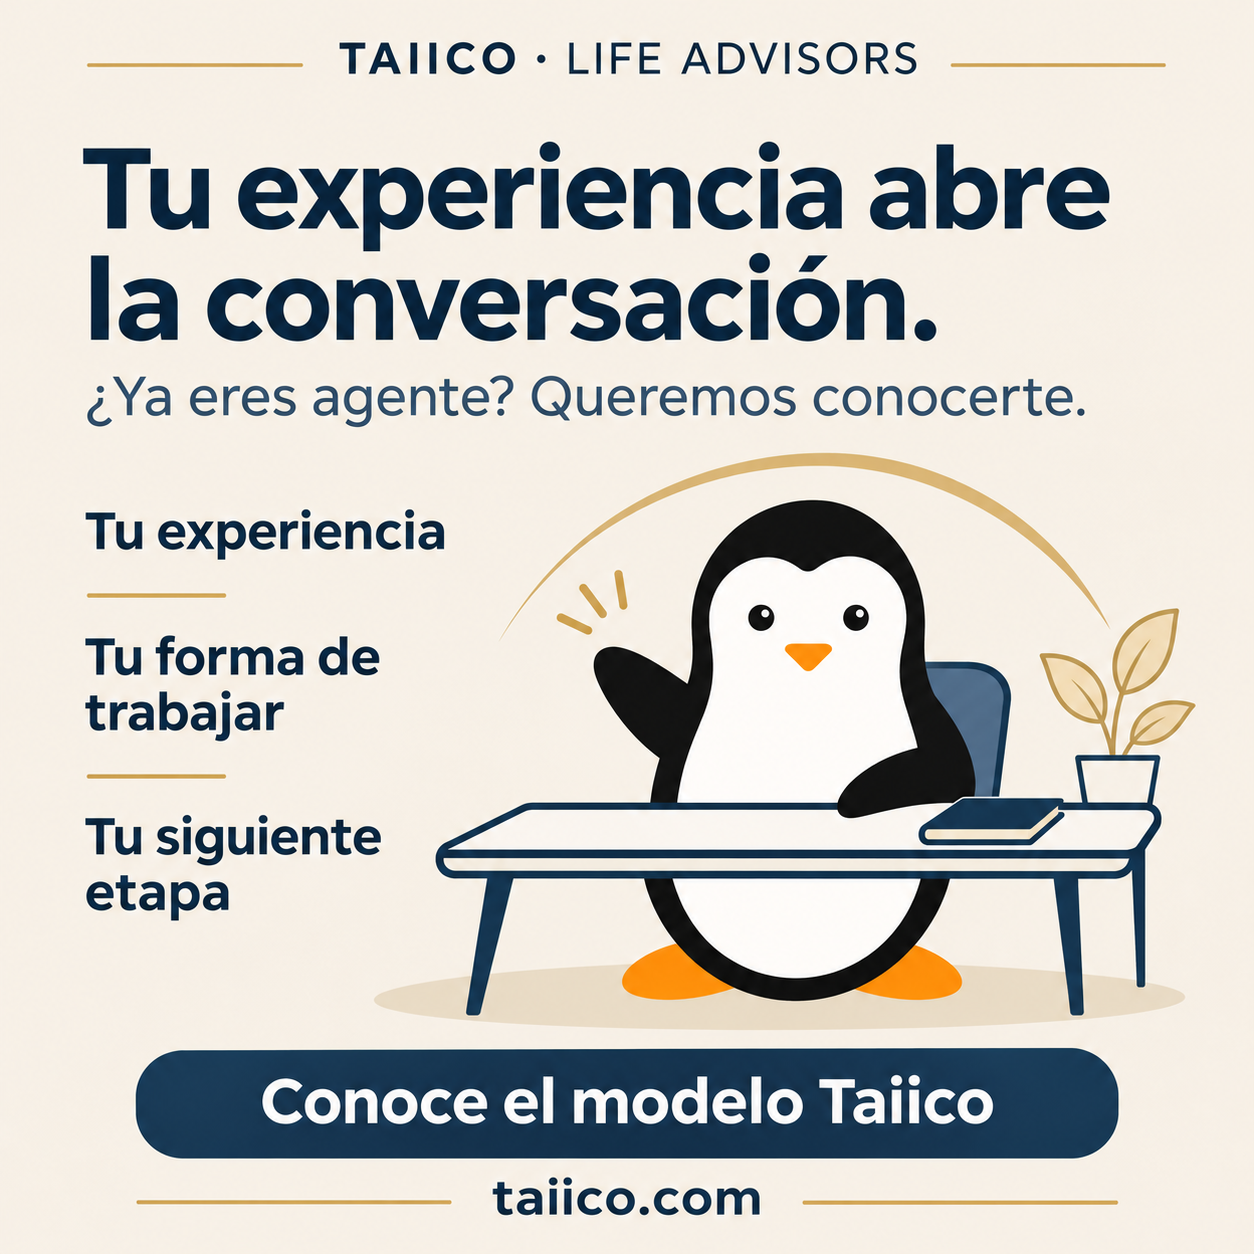 TAIICO · LIFE ADVISORS
Tu experiencia abre
la conversación.
¿Ya eres agente? Queremos conocerte.
Tu experiencia
Tu forma de
trabajar
Tu siguiente
etapa
Conoce el modelo Taiico
taiico.com